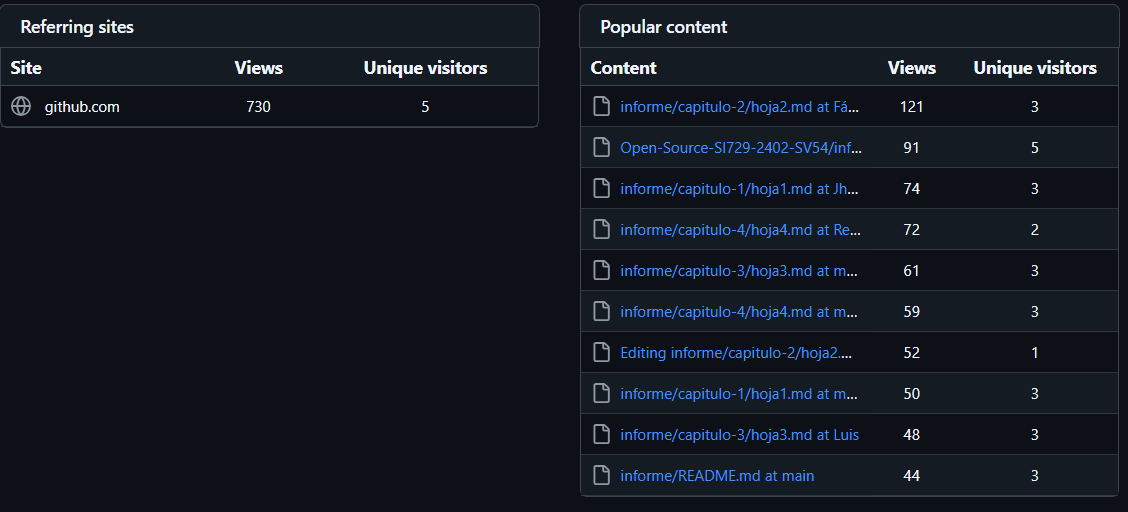 Referring sites
Site Views Unique visitors
github.com 730 5
Popular content
Content Views Unique visitors
informe/capitulo-2/hoja2.md at Fá... 121 3
Open-Source-SI729-2402-SV54/inf... 91 5
informe/capitulo-1/hoja1.md at Jh... 74 3
informe/capitulo-4/hoja4.md at Re... 72 2
informe/capitulo-3/hoja3.md at m... 61 3
informe/capitulo-4/hoja4.md at m... 59 3
Editing informe/capitulo-2/hoja2.... 52 1
informe/capitulo-1/hoja1.md at m... 50 3
informe/capitulo-3/hoja3.md at Luis 48 3
informe/README.md at main 44 3